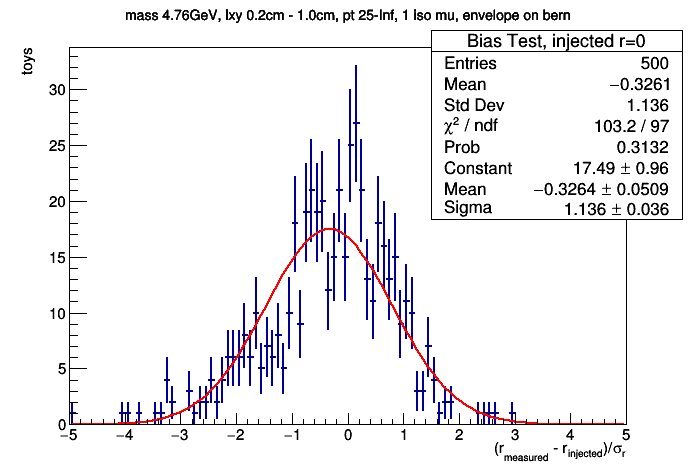 mass 4.76GeV, lxy 0.2cm - 1.0cm, pt 25-Inf, 1 Iso mu, envelope on bern
Bias Test, injected r=0
Entries 500
Mean −0.3261
Std Dev 1.136
χ² / ndf 103.2 / 97
Prob 0.3132
Constant 17.49 ± 0.96
Mean −0.3264 ± 0.0509
Sigma 1.136 ± 0.036
toys
30
25
20
15
10
5
0
−5 −4 −3 −2 −1 0 1 2 3 4 5
(r_measured - r_injected)/σ_r